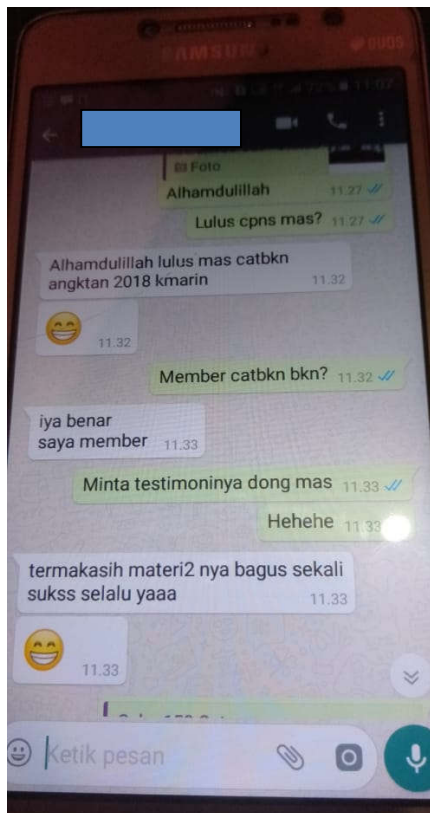 SAMSUNG
DUOS
11:07
Foto
Alhamdulillah 11.27
Lulus cpns mas? 11.27
Alhamdulillah lulus mas catbkn
angktan 2018 kmarin 11.32
11.32
Member catbkn bkn? 11.32
iya benar
saya member 11.33
Minta testimoninya dong mas 11.33
Hehehe 11.33
termakasih materi2 nya bagus sekali
sukss selalu yaaa 11.33
11.33
Ketik pesan